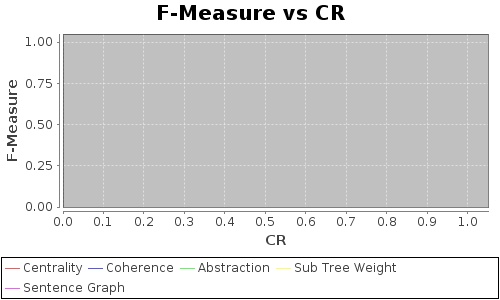 F-Measure vs CR
1.00
0.75
0.50
0.25
0.00
F-Measure
0.0 0.1 0.2 0.3 0.4 0.5 0.6 0.7 0.8 0.9 1.0
CR
Centrality Coherence Abstraction Sub Tree Weight
Sentence Graph